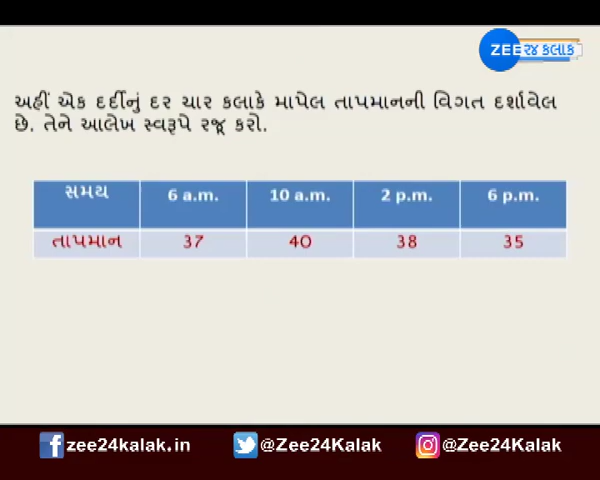 ZEE ૨૪ કલાક
અહીં એક દર્દીનું દર ચાર કલાકે માપેલ તાપમાનની વિગત દર્શાવેલ
છે. તેને આલેખ સ્વરૂપે રજૂ કરો.
સમય 6 a.m. 10 a.m. 2 p.m. 6 p.m.
તાપમાન 37 40 38 35
zee24kalak.in @Zee24Kalak @Zee24Kalak